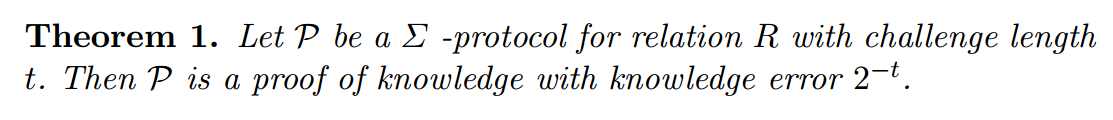 Theorem 1. Let 𝒫 be a Σ -protocol for relation R with challenge length
t. Then 𝒫 is a proof of knowledge with knowledge error 2⁻ᵗ.